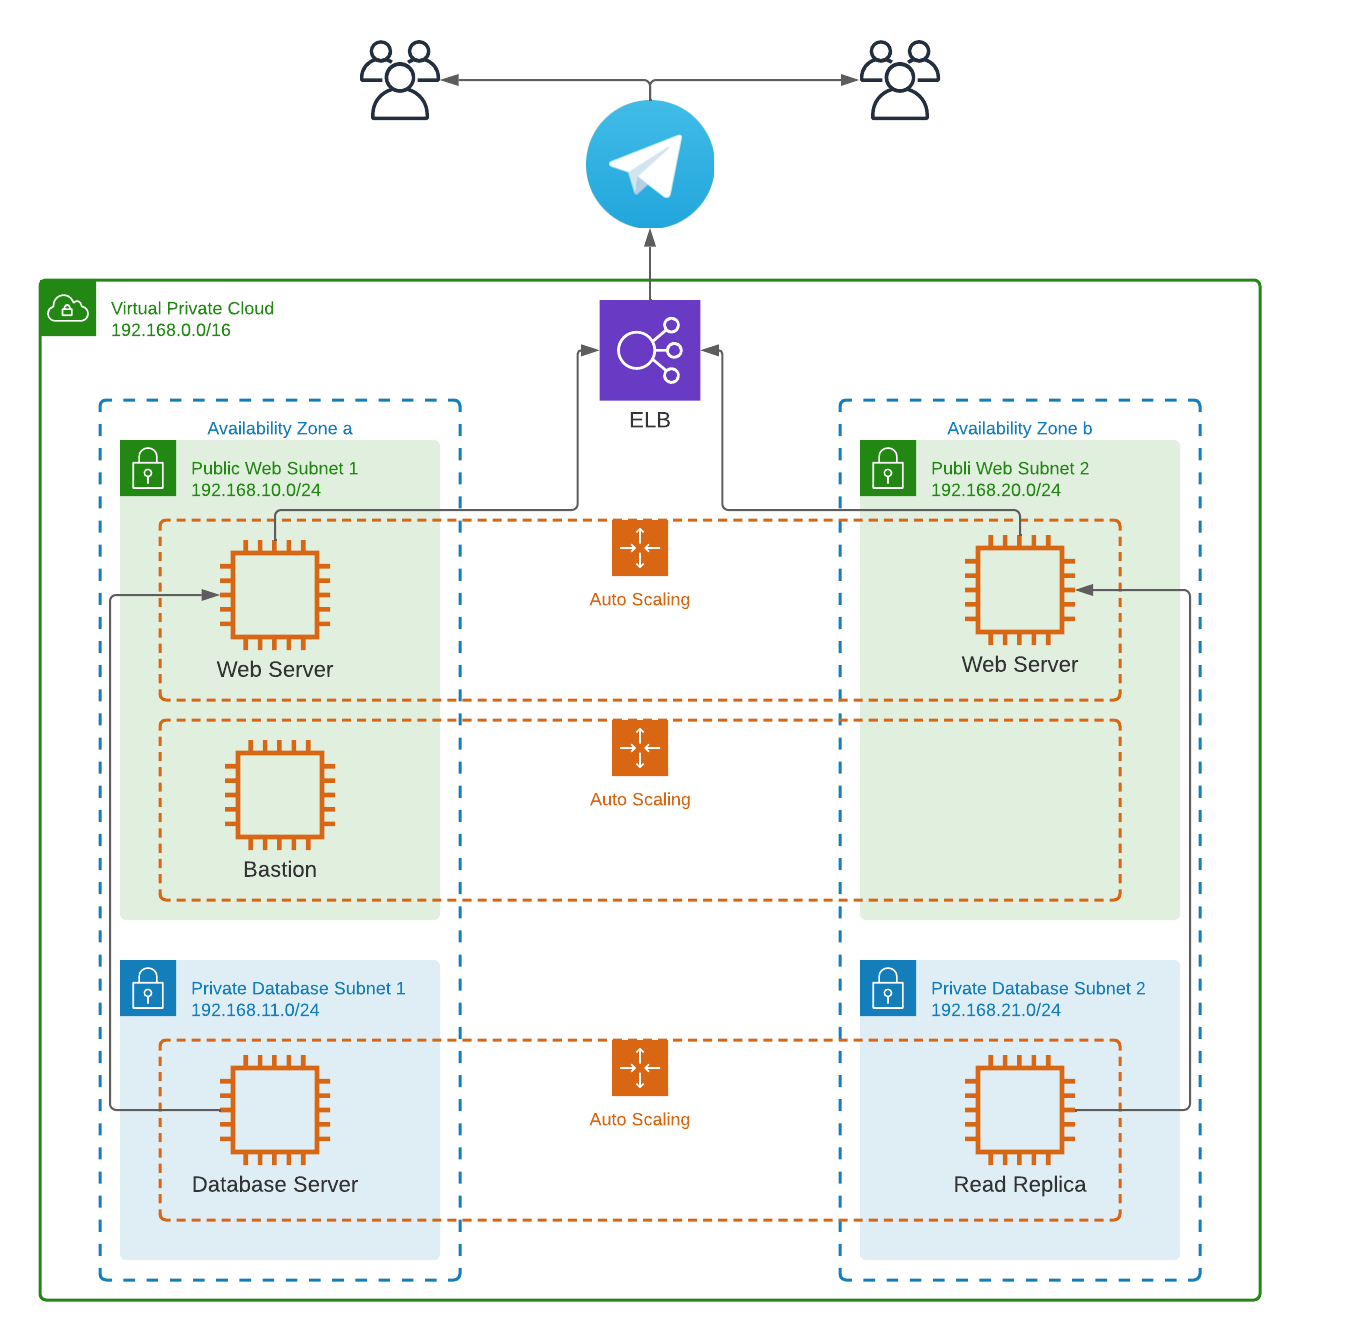 Virtual Private Cloud
192.168.0.0/16
ELB
Availability Zone a
Public Web Subnet 1
192.168.10.0/24
Availability Zone b
Publi Web Subnet 2
192.168.20.0/24
Auto Scaling
Web Server
Web Server
Auto Scaling
Bastion
Private Database Subnet 1
192.168.11.0/24
Private Database Subnet 2
192.168.21.0/24
Auto Scaling
Database Server
Read Replica